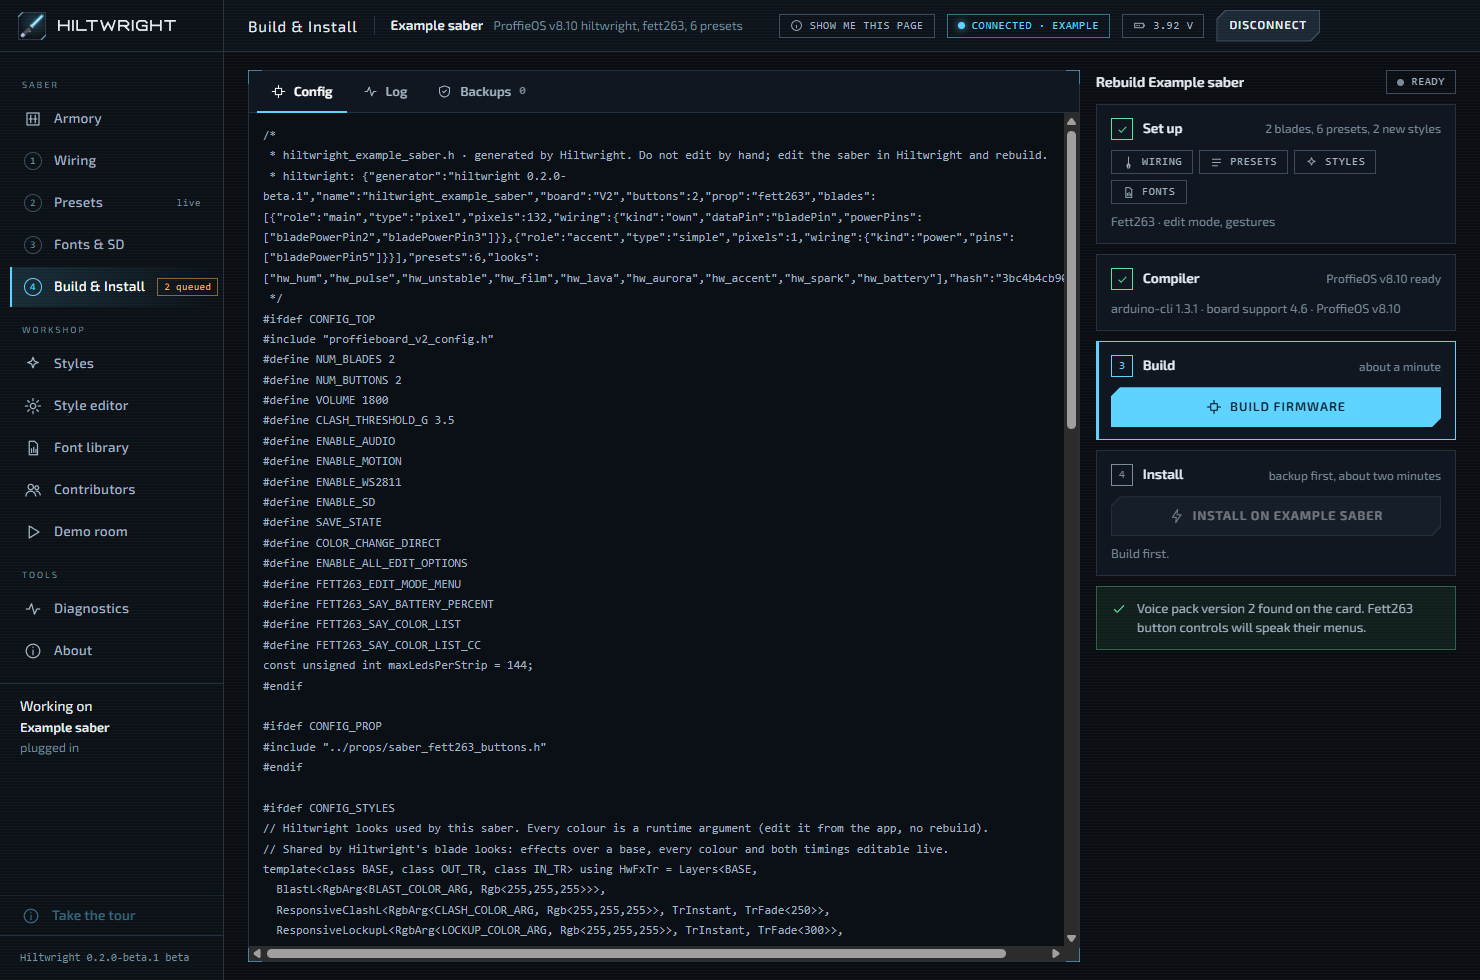 HILTWRIGHT
Build & Install
Example saber
ProffieOS v8.10 hiltwright, fett263, 6 presets
SHOW ME THIS PAGE
CONNECTED · EXAMPLE
3.92 V
DISCONNECT
SABER
Armory
1 Wiring
2 Presets live
3 Fonts & SD
4 Build & Install 2 queued
WORKSHOP
Styles
Style editor
Font library
Contributors
Demo room
TOOLS
Diagnostics
About
Working on
Example saber
plugged in
Take the tour
Hiltwright 0.2.0-beta.1 beta
Config
Log
Backups 0
/*
 * hiltwright_example_saber.h · generated by Hiltwright. Do not edit by hand; edit the saber in Hiltwright and rebuild.
 * hiltwright: {"generator":"hiltwright 0.2.0-
beta.1","name":"hiltwright_example_saber","board":"V2","buttons":2,"prop":"fett263","blades":
[{"role":"main","type":"pixel","pixels":132,"wiring":{"kind":"own","dataPin":"bladePin","powerPins":
["bladePowerPin2","bladePowerPin3"]}},{"role":"accent","type":"simple","pixels":1,"wiring":{"kind":"power","pins":
["bladePowerPin5"]}}],"presets":6,"looks":
["hw_hum","hw_pulse","hw_unstable","hw_film","hw_lava","hw_aurora","hw_accent","hw_spark","hw_battery"],"hash":"3bc4b4cb9
 */
#ifdef CONFIG_TOP
#include "proffieboard_v2_config.h"
#define NUM_BLADES 2
#define NUM_BUTTONS 2
#define VOLUME 1800
#define CLASH_THRESHOLD_G 3.5
#define ENABLE_AUDIO
#define ENABLE_MOTION
#define ENABLE_WS2811
#define ENABLE_SD
#define SAVE_STATE
#define COLOR_CHANGE_DIRECT
#define ENABLE_ALL_EDIT_OPTIONS
#define FETT263_EDIT_MODE_MENU
#define FETT263_SAY_BATTERY_PERCENT
#define FETT263_SAY_COLOR_LIST
#define FETT263_SAY_COLOR_LIST_CC
const unsigned int maxLedsPerStrip = 144;
#endif
#ifdef CONFIG_PROP
#include "../props/saber_fett263_buttons.h"
#endif
#ifdef CONFIG_STYLES
// Hiltwright looks used by this saber. Every colour is a runtime argument (edit it from the app, no rebuild).
// Shared by Hiltwright's blade looks: effects over a base, every colour and both timings editable live.
template<class BASE, class OUT_TR, class IN_TR> using HwFxTr = Layers<BASE,
  BlastL<RgbArg<BLAST_COLOR_ARG, Rgb<255,255,255>>>,
  ResponsiveClashL<RgbArg<CLASH_COLOR_ARG, Rgb<255,255,255>>, TrInstant, TrFade<250>>,
  ResponsiveLockupL<RgbArg<LOCKUP_COLOR_ARG, Rgb<255,255,255>>, TrInstant, TrFade<300>>,
Rebuild Example saber
READY
Set up
2 blades, 6 presets, 2 new styles
WIRING
PRESETS
STYLES
FONTS
Fett263 · edit mode, gestures
Compiler
ProffieOS v8.10 ready
arduino-cli 1.3.1 · board support 4.6 · ProffieOS v8.10
3 Build
about a minute
BUILD FIRMWARE
4 Install
backup first, about two minutes
INSTALL ON EXAMPLE SABER
Build first.
Voice pack version 2 found on the card. Fett263
button controls will speak their menus.